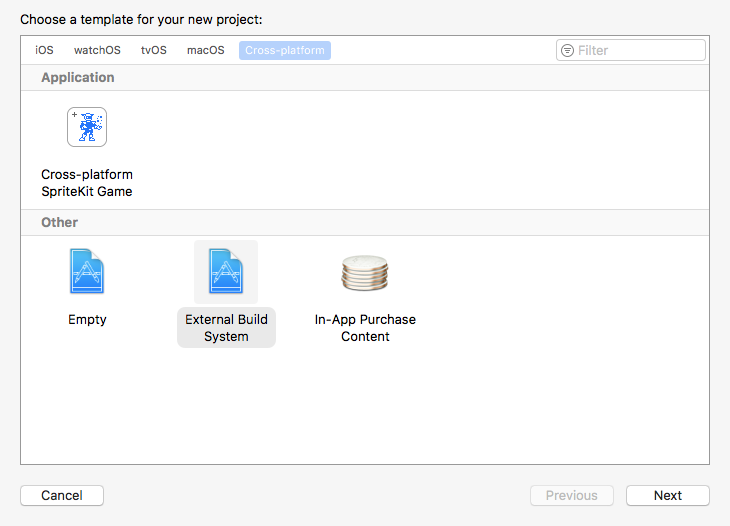 Choose a template for your new project:
iOS watchOS tvOS macOS Cross-platform Filter
Application
Cross-platform
SpriteKit Game
Other
Empty External Build In-App Purchase
System Content
Cancel Previous Next